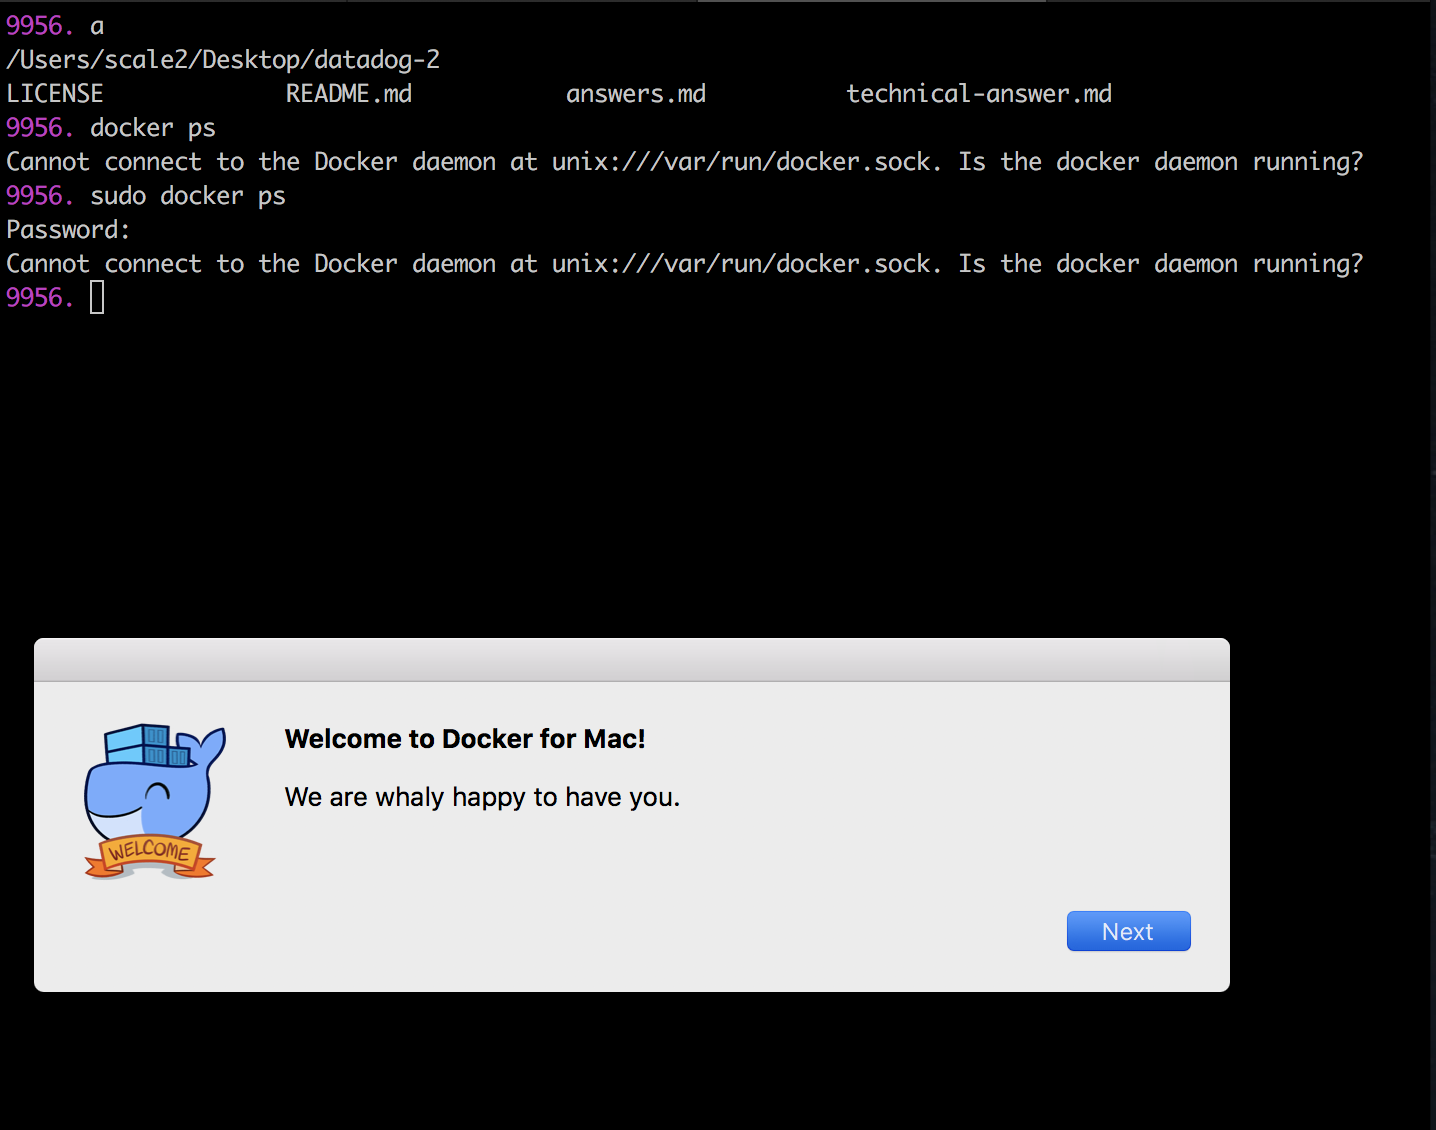 9956. a
/Users/scale2/Desktop/datadog-2
LICENSE README.md answers.md technical-answer.md
9956. docker ps
Cannot connect to the Docker daemon at unix:///var/run/docker.sock. Is the docker daemon running?
9956. sudo docker ps
Password:
Cannot connect to the Docker daemon at unix:///var/run/docker.sock. Is the docker daemon running?
9956.
Welcome to Docker for Mac!
We are whaly happy to have you.
WELCOME
Next